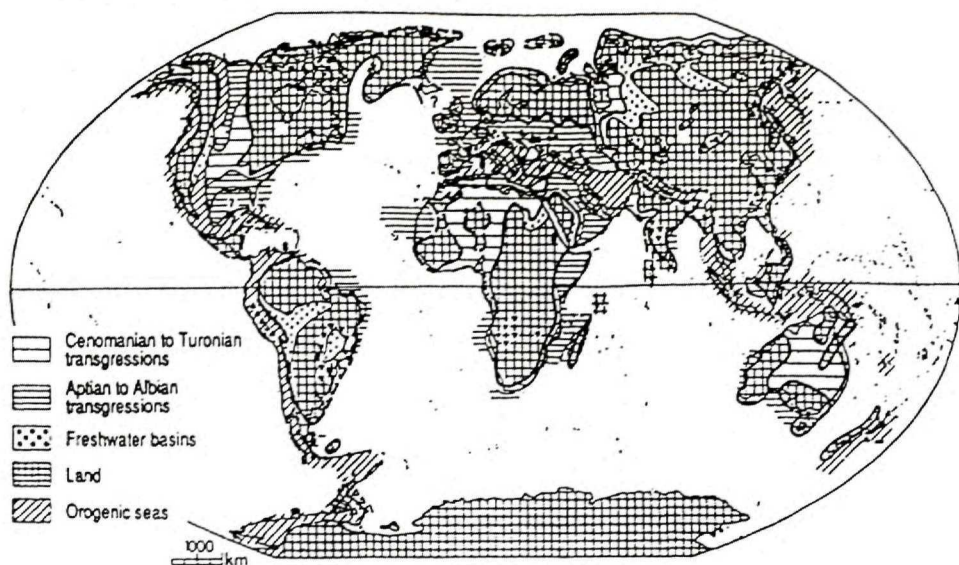 Cenomanian to Turonian
transgressions
Aptian to Albian
transgressions
Freshwater basins
Land
Orogenic seas
1000
km